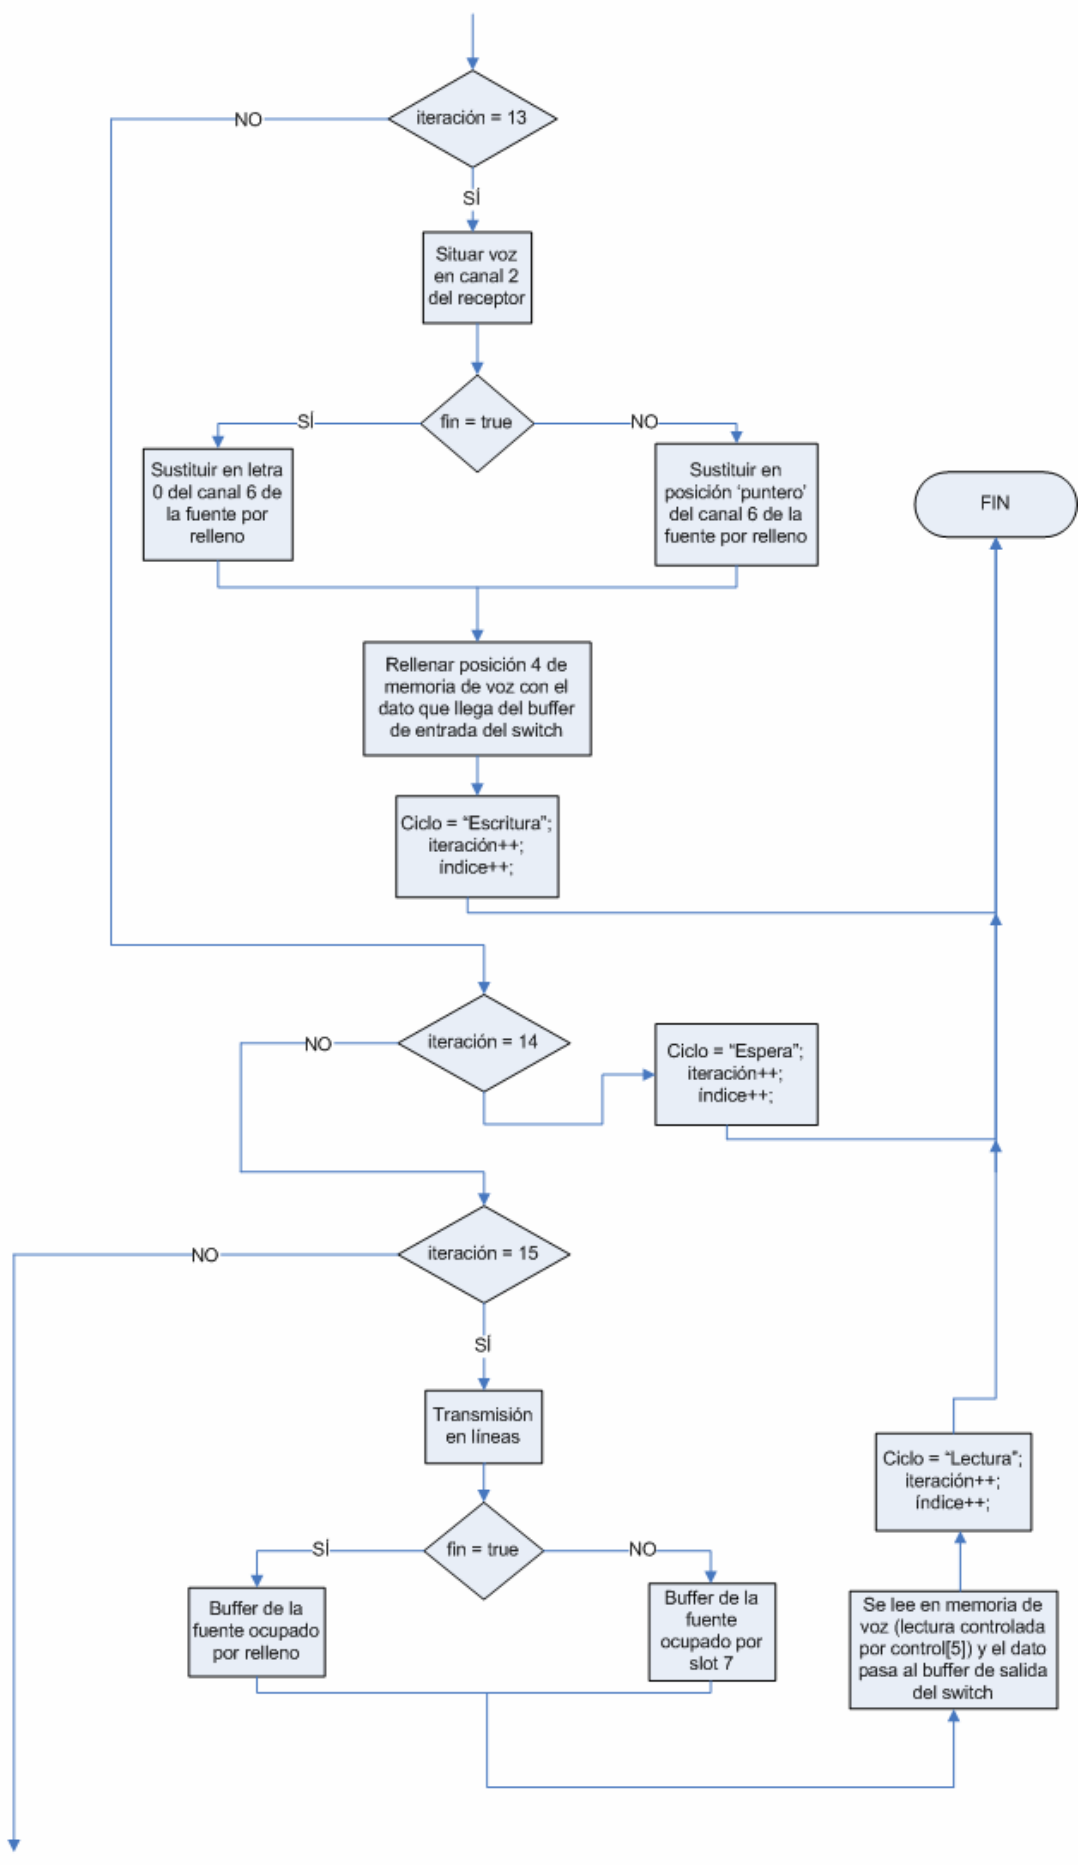 iteración = 13
NO
SÍ
Situar voz
en canal 2
del receptor
fin = true
SÍ
NO
Sustituir en letra
0 del canal 6 de
la fuente por
relleno
Sustituir en
posición ‘puntero’
del canal 6 de la
fuente por relleno
FIN
Rellenar posición 4 de
memoria de voz con el
dato que llega del buffer
de entrada del switch
Ciclo = “Escritura”;
iteración++;
índice++;
iteración = 14
NO
Ciclo = “Espera”;
iteración++;
índice++;
iteración = 15
NO
SÍ
Transmisión
en líneas
fin = true
SÍ
NO
Buffer de la
fuente ocupado
por relleno
Buffer de la
fuente
ocupado por
slot 7
Ciclo = “Lectura”;
iteración++;
índice++;
Se lee en memoria de
voz (lectura controlada
por control[5]) y el dato
pasa al buffer de salida
del switch